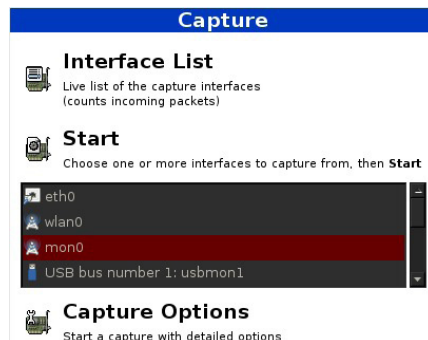 Capture
Interface List
Live list of the capture interfaces
(counts incoming packets)
Start
Choose one or more interfaces to capture from, then Start
eth0
wlan0
mon0
USB bus number 1: usbmon1
Capture Options
Start a capture with detailed options